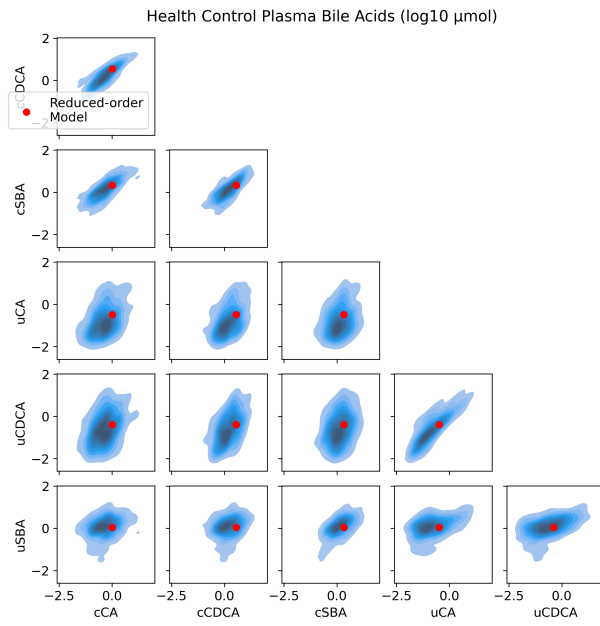 Health Control Plasma Bile Acids (log10 μmol)
2
0
−2
cCDCA
Reduced-order
Model
0
−2
2
cSBA
2
0
−2
uCA
2
0
−2
uCDCA
2
0
−2
uSBA
−2.5 0.0
cCA
−2.5 0.0
cCDCA
−2.5 0.0
cSBA
−2.5 0.0
uCA
−2.5 0.0
uCDCA